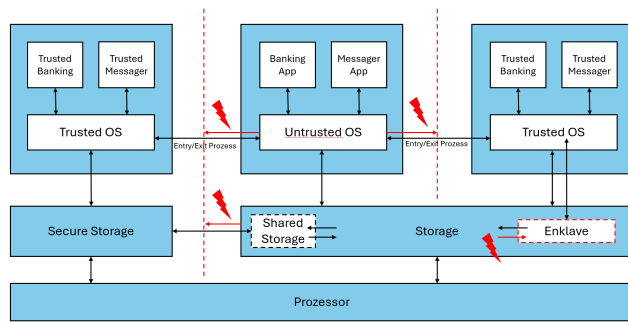 Trusted
Banking
Trusted
Messager
Banking
App
Messager
App
Trusted
Banking
Trusted
Messager
Trusted OS
Untrusted OS
Trusted OS
Entry/Exit Prozess
Entry/Exit Prozess
Secure Storage
Shared
Storage
Storage
Enklave
Prozessor